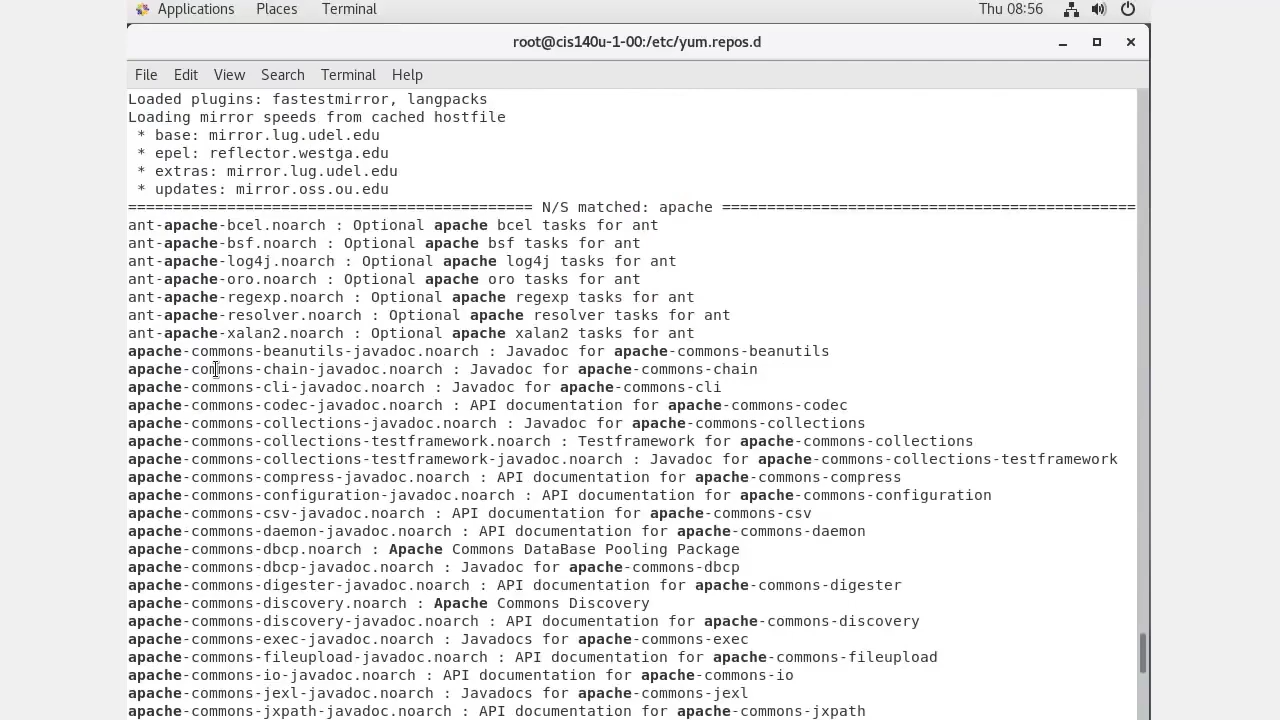 Applications Places Terminal Thu 08:56
root@cis140u-1-00:/etc/yum.repos.d
File Edit View Search Terminal Help
Loaded plugins: fastestmirror, langpacks
Loading mirror speeds from cached hostfile
 * base: mirror.lug.udel.edu
 * epel: reflector.westga.edu
 * extras: mirror.lug.udel.edu
 * updates: mirror.oss.ou.edu
============================================= N/S matched: apache ==============================================
ant-apache-bcel.noarch : Optional apache bcel tasks for ant
ant-apache-bsf.noarch : Optional apache bsf tasks for ant
ant-apache-log4j.noarch : Optional apache log4j tasks for ant
ant-apache-oro.noarch : Optional apache oro tasks for ant
ant-apache-regexp.noarch : Optional apache regexp tasks for ant
ant-apache-resolver.noarch : Optional apache resolver tasks for ant
ant-apache-xalan2.noarch : Optional apache xalan2 tasks for ant
apache-commons-beanutils-javadoc.noarch : Javadoc for apache-commons-beanutils
apache-commons-chain-javadoc.noarch : Javadoc for apache-commons-chain
apache-commons-cli-javadoc.noarch : Javadoc for apache-commons-cli
apache-commons-codec-javadoc.noarch : API documentation for apache-commons-codec
apache-commons-collections-javadoc.noarch : Javadoc for apache-commons-collections
apache-commons-collections-testframework.noarch : Testframework for apache-commons-collections
apache-commons-collections-testframework-javadoc.noarch : Javadoc for apache-commons-collections-testframework
apache-commons-compress-javadoc.noarch : API documentation for apache-commons-compress
apache-commons-configuration-javadoc.noarch : API documentation for apache-commons-configuration
apache-commons-csv-javadoc.noarch : API documentation for apache-commons-csv
apache-commons-daemon-javadoc.noarch : API documentation for apache-commons-daemon
apache-commons-dbcp.noarch : Apache Commons DataBase Pooling Package
apache-commons-dbcp-javadoc.noarch : Javadoc for apache-commons-dbcp
apache-commons-digester-javadoc.noarch : API documentation for apache-commons-digester
apache-commons-discovery.noarch : Apache Commons Discovery
apache-commons-discovery-javadoc.noarch : API documentation for apache-commons-discovery
apache-commons-exec-javadoc.noarch : Javadocs for apache-commons-exec
apache-commons-fileupload-javadoc.noarch : API documentation for apache-commons-fileupload
apache-commons-io-javadoc.noarch : API documentation for apache-commons-io
apache-commons-jexl-javadoc.noarch : Javadocs for apache-commons-jexl
apache-commons-jxpath-javadoc.noarch : API documentation for apache-commons-jxpath